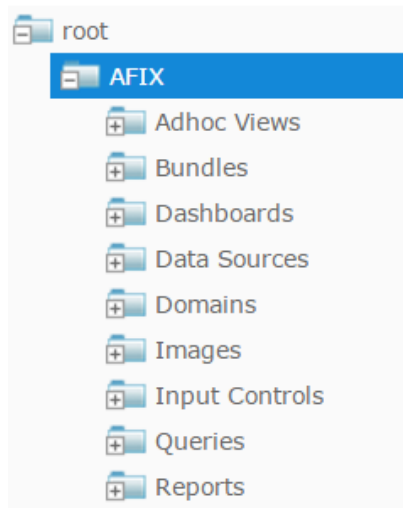 root
AFIX
Adhoc Views
Bundles
Dashboards
Data Sources
Domains
Images
Input Controls
Queries
Reports